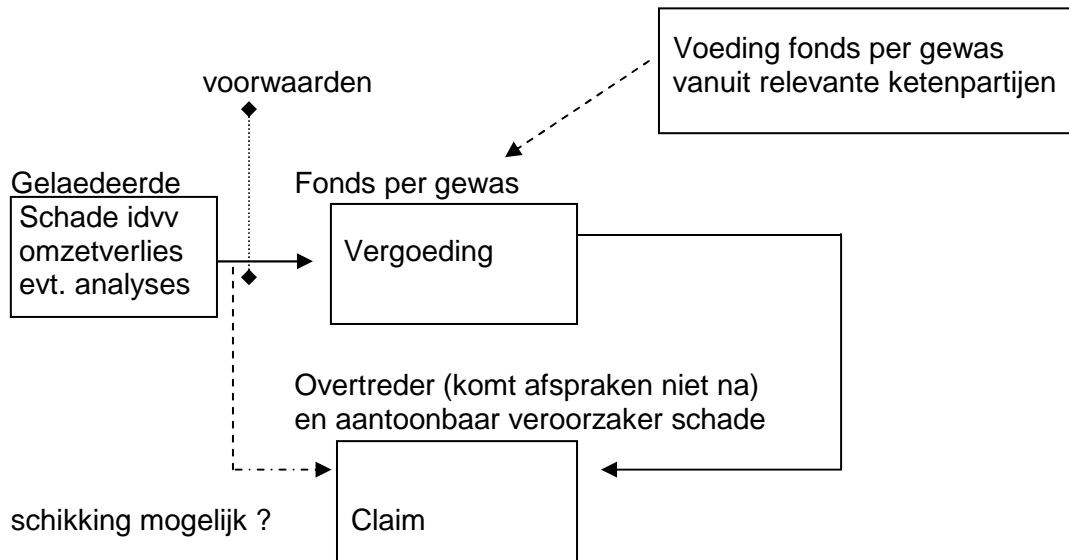 Voeding fonds per gewas
vanuit relevante ketenpartijen
voorwaarden
Gelaedeerde
Fonds per gewas
Schade idvv
omzetverlies
evt. analyses
Vergoeding
Overtreder (komt afspraken niet na)
en aantoonbaar veroorzaker schade
schikking mogelijk ?
Claim